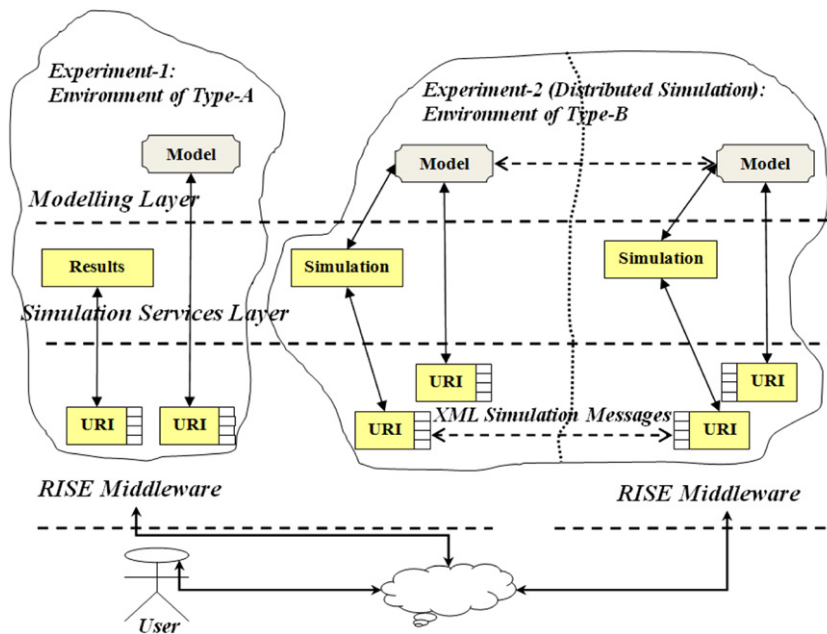 Experiment-1:
Environment of Type-A
Experiment-2 (Distributed Simulation):
Environment of Type-B
Model
Model
Model
Modelling Layer
Results
Simulation
Simulation
Simulation Services Layer
URI
URI
URI
URI
URI
URI
XML Simulation Messages
RISE Middleware
RISE Middleware
User